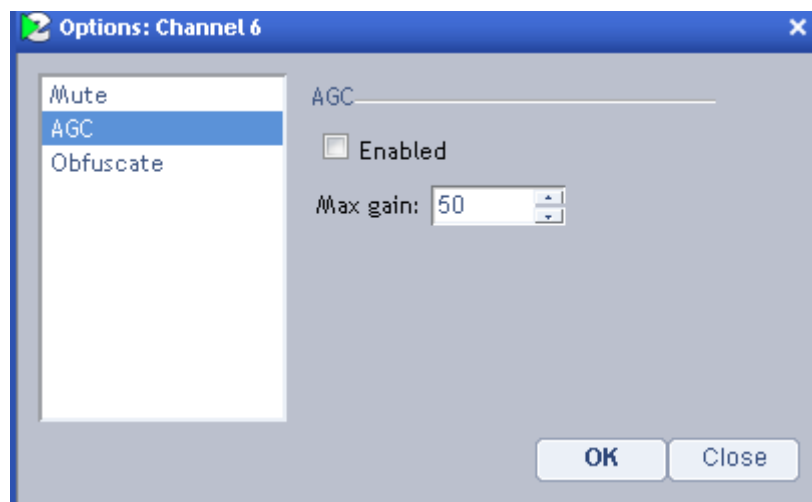 Options: Channel 6
Mute
AGC
Obfuscate
AGC
Enabled
Max gain: 50
OK Close